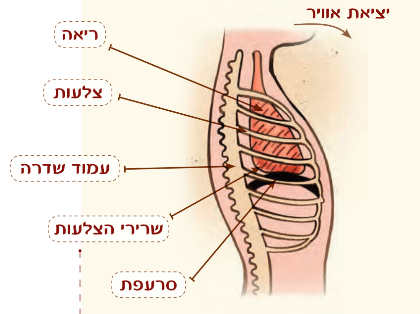 יציאת אוויר
ריאה
צלעות
עמוד שדרה
שרירי הצלעות
סרעפת